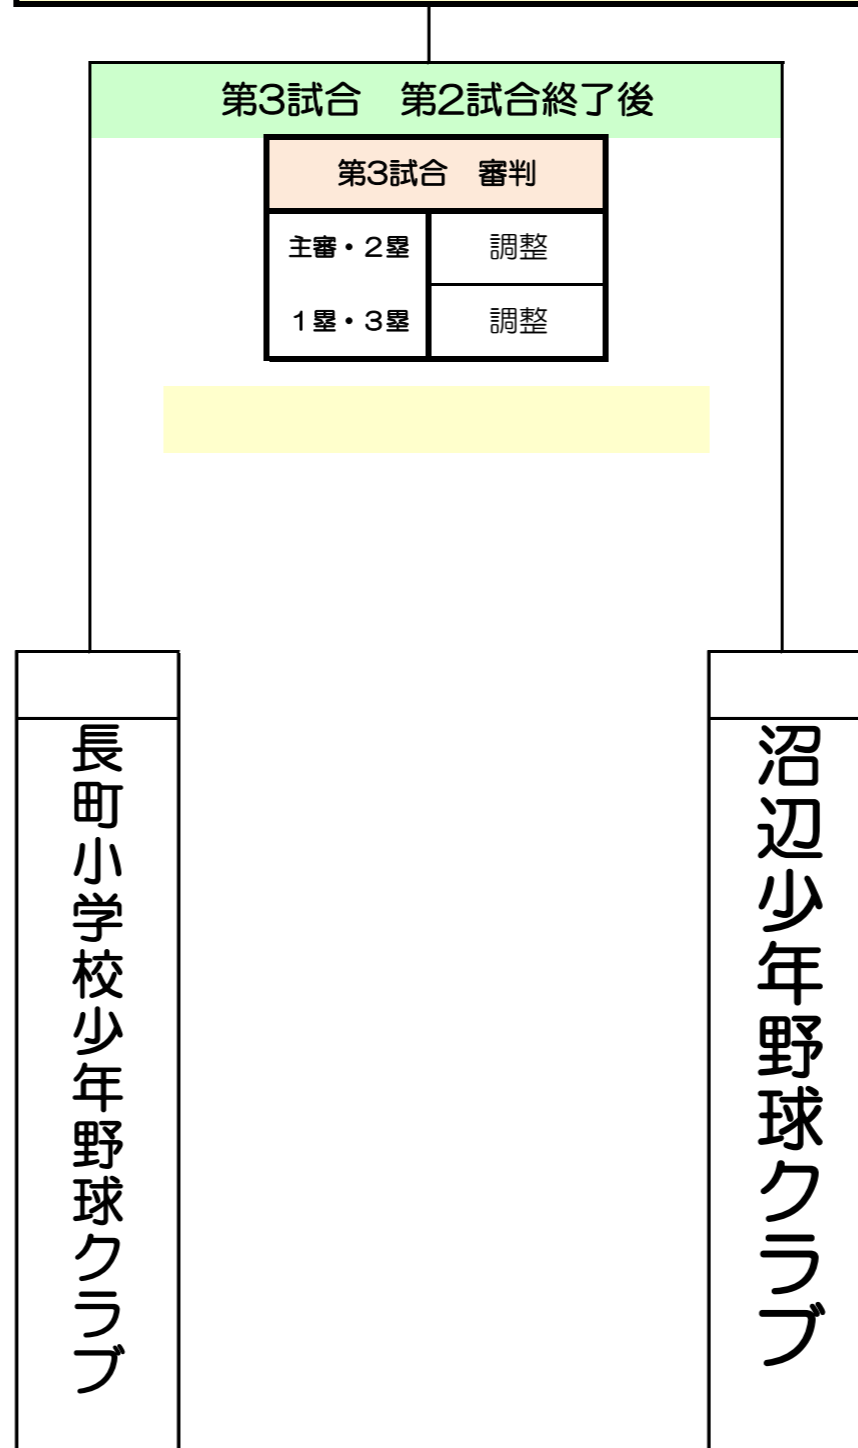 第3試合　第2試合終了後
第3試合　審判
主審・２塁
調整
１塁・３塁
調整
長町小学校少年野球クラブ
沼辺少年野球クラブ